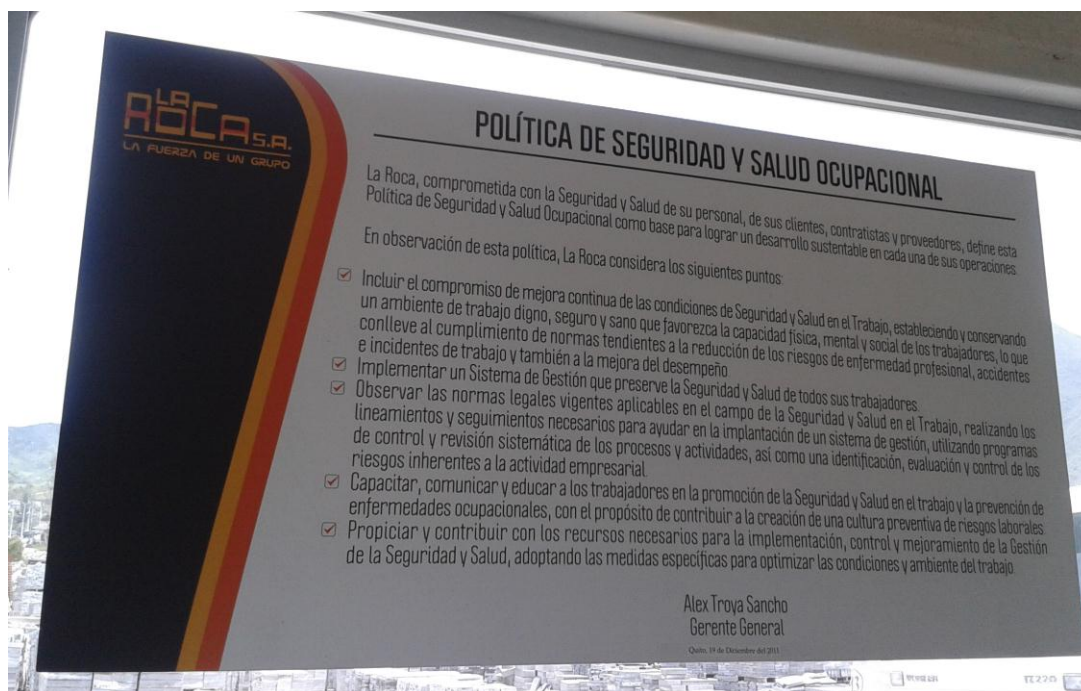 LA
ROCA S.A.
LA FUERZA DE UN GRUPO
POLÍTICA DE SEGURIDAD Y SALUD OCUPACIONAL
La Roca, comprometida con la Seguridad y Salud de su personal, de sus clientes, contratistas y proveedores, define esta
Política de Seguridad y Salud Ocupacional como base para lograr un desarrollo sustentable en cada una de sus operaciones.
En observación de esta política, La Roca considera los siguientes puntos:
Incluir el compromiso de mejora continua de las condiciones de Seguridad y Salud en el Trabajo, estableciendo y conservando
un ambiente de trabajo digno, seguro y sano que favorezca la capacidad física, mental y social de los trabajadores, lo que
conlleve al cumplimiento de normas tendientes a la reducción de los riesgos de enfermedad profesional, accidentes
e incidentes de trabajo y también a la mejora del desempeño.
Implementar un Sistema de Gestión que preserve la Seguridad y Salud de todos sus trabajadores.
Observar las normas legales vigentes aplicables en el campo de la Seguridad y Salud en el Trabajo, realizando los
lineamientos y seguimientos necesarios para ayudar en la implantación de un sistema de gestión, utilizando programas
de control y revisión sistemática de los procesos y actividades, así como una identificación, evaluación y control de los
riesgos inherentes a la actividad empresarial.
Capacitar, comunicar y educar a los trabajadores en la promoción de la Seguridad y Salud en el trabajo y la prevención de
enfermedades ocupacionales, con el propósito de contribuir a la creación de una cultura preventiva de riesgos laborales.
Propiciar y contribuir con los recursos necesarios para la implementación, control y mejoramiento de la Gestión
de la Seguridad y Salud, adoptando las medidas específicas para optimizar las condiciones y ambiente del trabajo.
Alex Troya Sancho
Gerente General
Quito, 19 de Diciembre del 2011